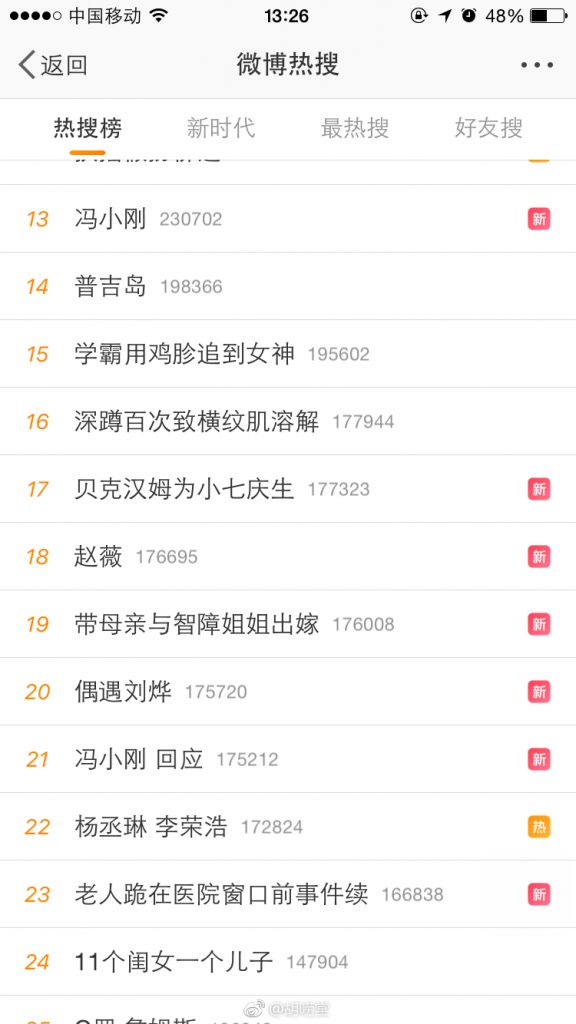 中国移动 13:26 48%
返回 微博热搜
热搜榜 新时代 最热搜 好友搜
13 冯小刚 230702 新
14 普吉岛 198366
15 学霸用鸡胗追到女神 195602
16 深蹲百次致横纹肌溶解 177944
17 贝克汉姆为小七庆生 177323 新
18 赵薇 176695 新
19 带母亲与智障姐姐出嫁 176008 新
20 偶遇刘烨 175720 新
21 冯小刚 回应 175212 新
22 杨丞琳 李荣浩 172824 热
23 老人跪在医院窗口前事件续 166838 新
24 11个闺女一个儿子 147904